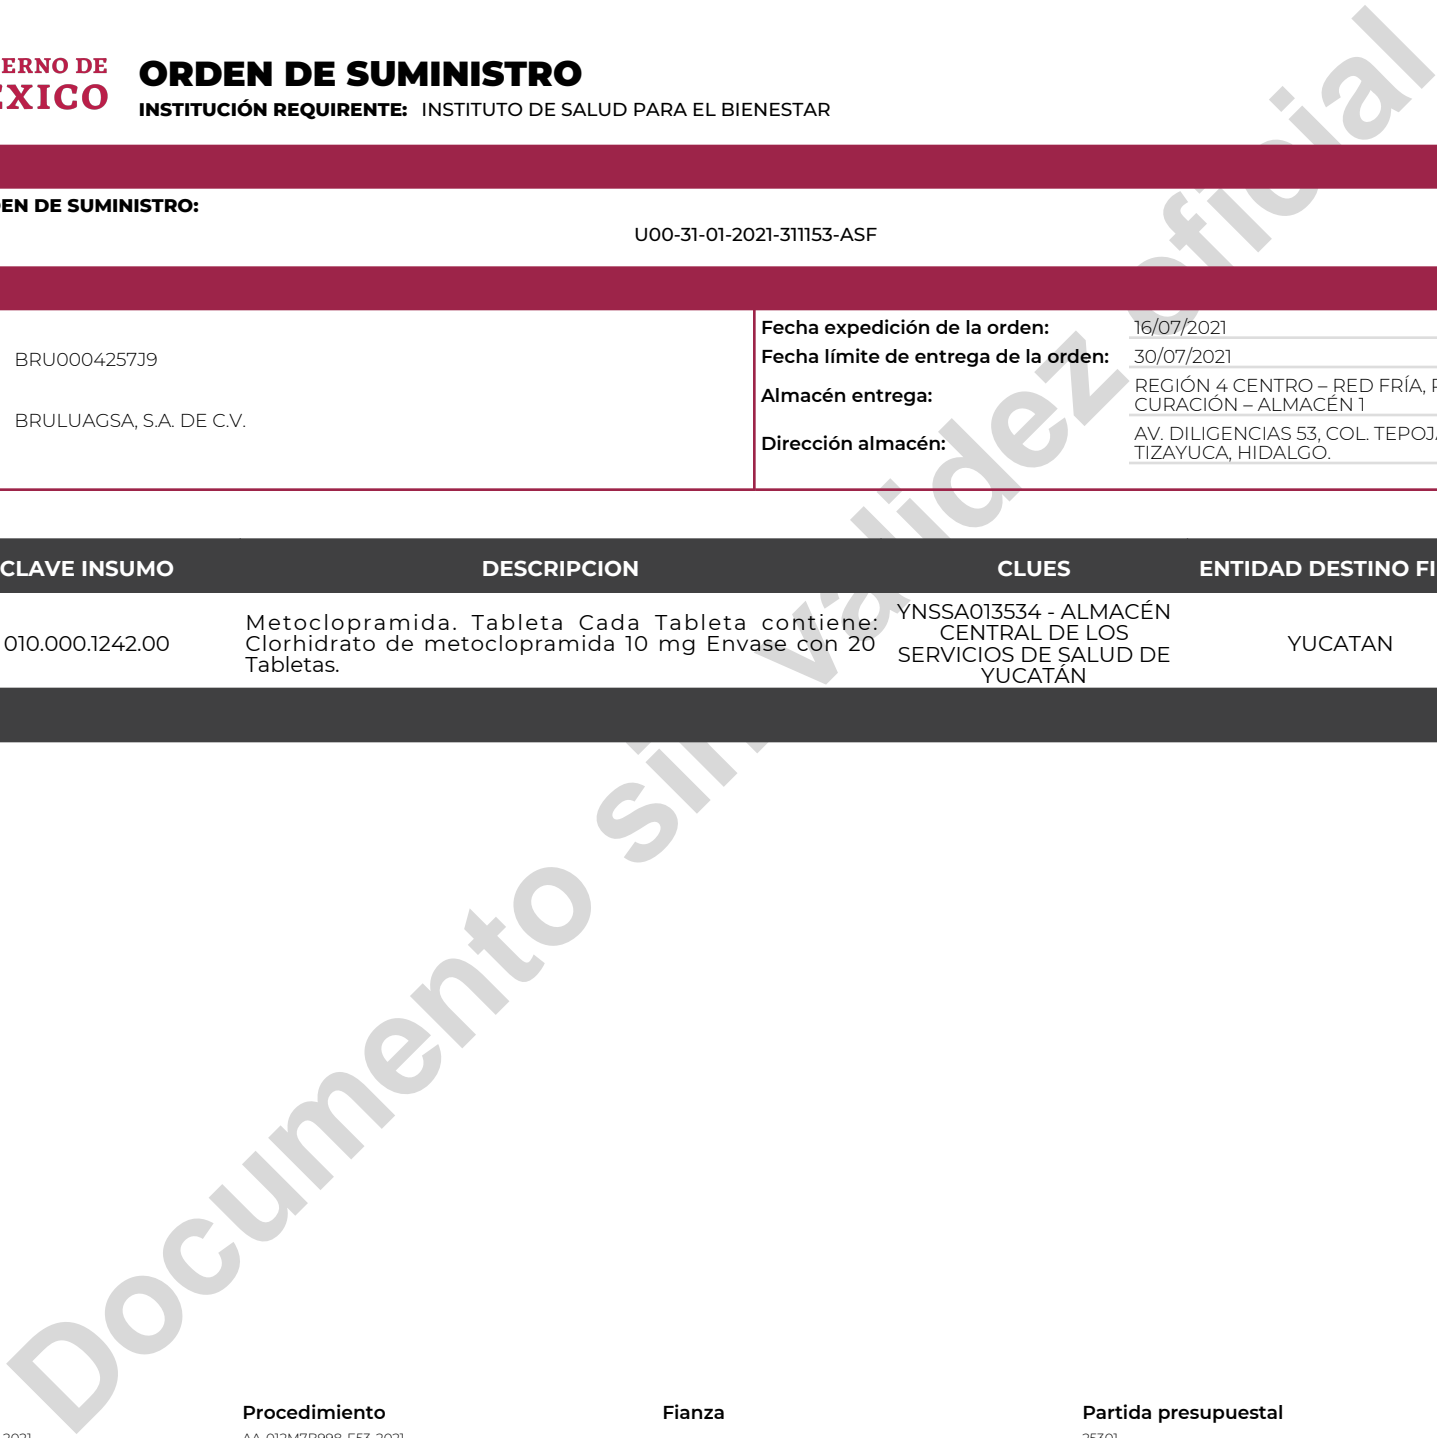 ERNO DE
ORDEN DE SUMINISTRO
INSTITUCIÓN REQUIRENTE: INSTITUTO DE SALUD PARA EL BIENESTAR
DE SUMINISTRO:
U00-31-01-2021-311153-ASF
BRU0004257J9
BRULUAGSA, S.A. DE C.V.
Fecha expedición de la orden: 16/07/2021
Fecha límite de entrega de la orden: 30/07/2021
Almacén entrega: REGIÓN 4 CENTRO – RED FRÍA,
CURACIÓN – ALMACÉN 1
Dirección almacén: AV. DILIGENCIAS 53, COL.
TIZAYUCA, HIDALGO.
CLAVE INSUMO DESCRIPCION CLUES ENTIDAD DESTINO
010.000.1242.00
Metoclopramida. Tableta Cada Tableta contiene:
Clorhidrato de metoclopramida 10 mg Envase con 20
Tabletas.
YNSSA013534 - ALMACÉN
CENTRAL DE LOS
SERVICIOS DE SALUD DE
YUCATÁN
YUCATAN
Documento sin validez oficial
Procedimiento Fianza Partida presupuestal